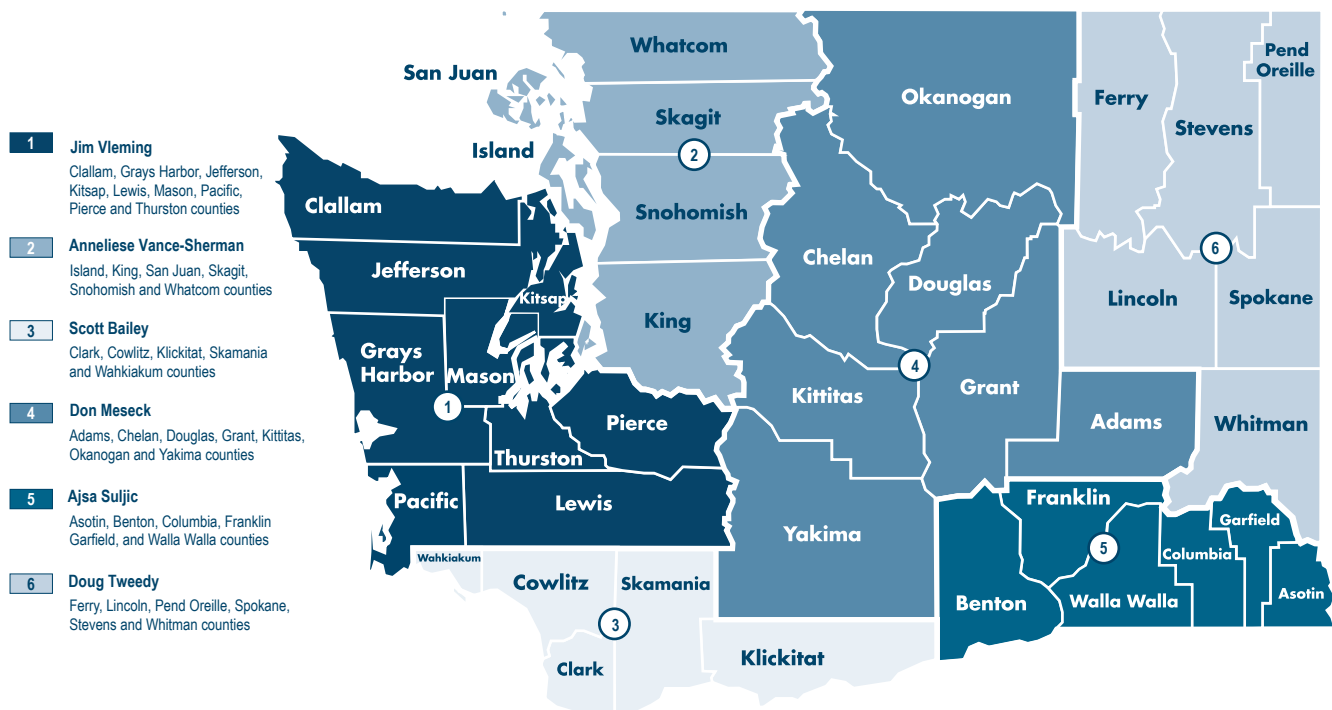 1
Jim Vleming
Clallam, Grays Harbor, Jefferson,
Kitsap, Lewis, Mason, Pacific,
Pierce and Thurston counties
2
Anneliese Vance-Sherman
Island, King, San Juan, Skagit,
Snohomish and Whatcom counties
3
Scott Bailey
Clark, Cowlitz, Klickitat, Skamania
and Wahkiakum counties
4
Don Meseck
Adams, Chelan, Douglas, Grant, Kittitas,
Okanogan and Yakima counties
5
Ajsa Suljic
Asotin, Benton, Columbia, Franklin
Garfield, and Walla Walla counties
6
Doug Tweedy
Ferry, Lincoln, Pend Oreille, Spokane,
Stevens and Whitman counties
Whatcom
San Juan
Skagit
Island
2
Snohomish
King
Clallam
Jefferson
Kitsap
Grays
Harbor
Mason
1
Pierce
Thurston
Pacific
Lewis
Wahkiakum
Cowlitz
Skamania
3
Clark
Klickitat
Okanogan
Chelan
Douglas
4
Kittitas
Grant
Adams
Yakima
Ferry
Stevens
Pend
Oreille
6
Lincoln
Spokane
Whitman
Franklin
Garfield
5
Columbia
Benton
Walla Walla
Asotin